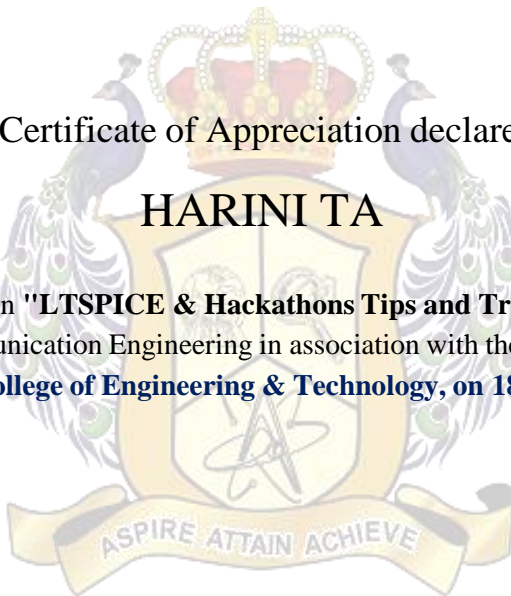 Certificate of Appreciation declare
HARINI TA
n "LTSPICE & Hackathons Tips and Tr
unication Engineering in association with the
ollege of Engineering & Technology, on 18
ASPIRE ATTAIN ACHIEVE